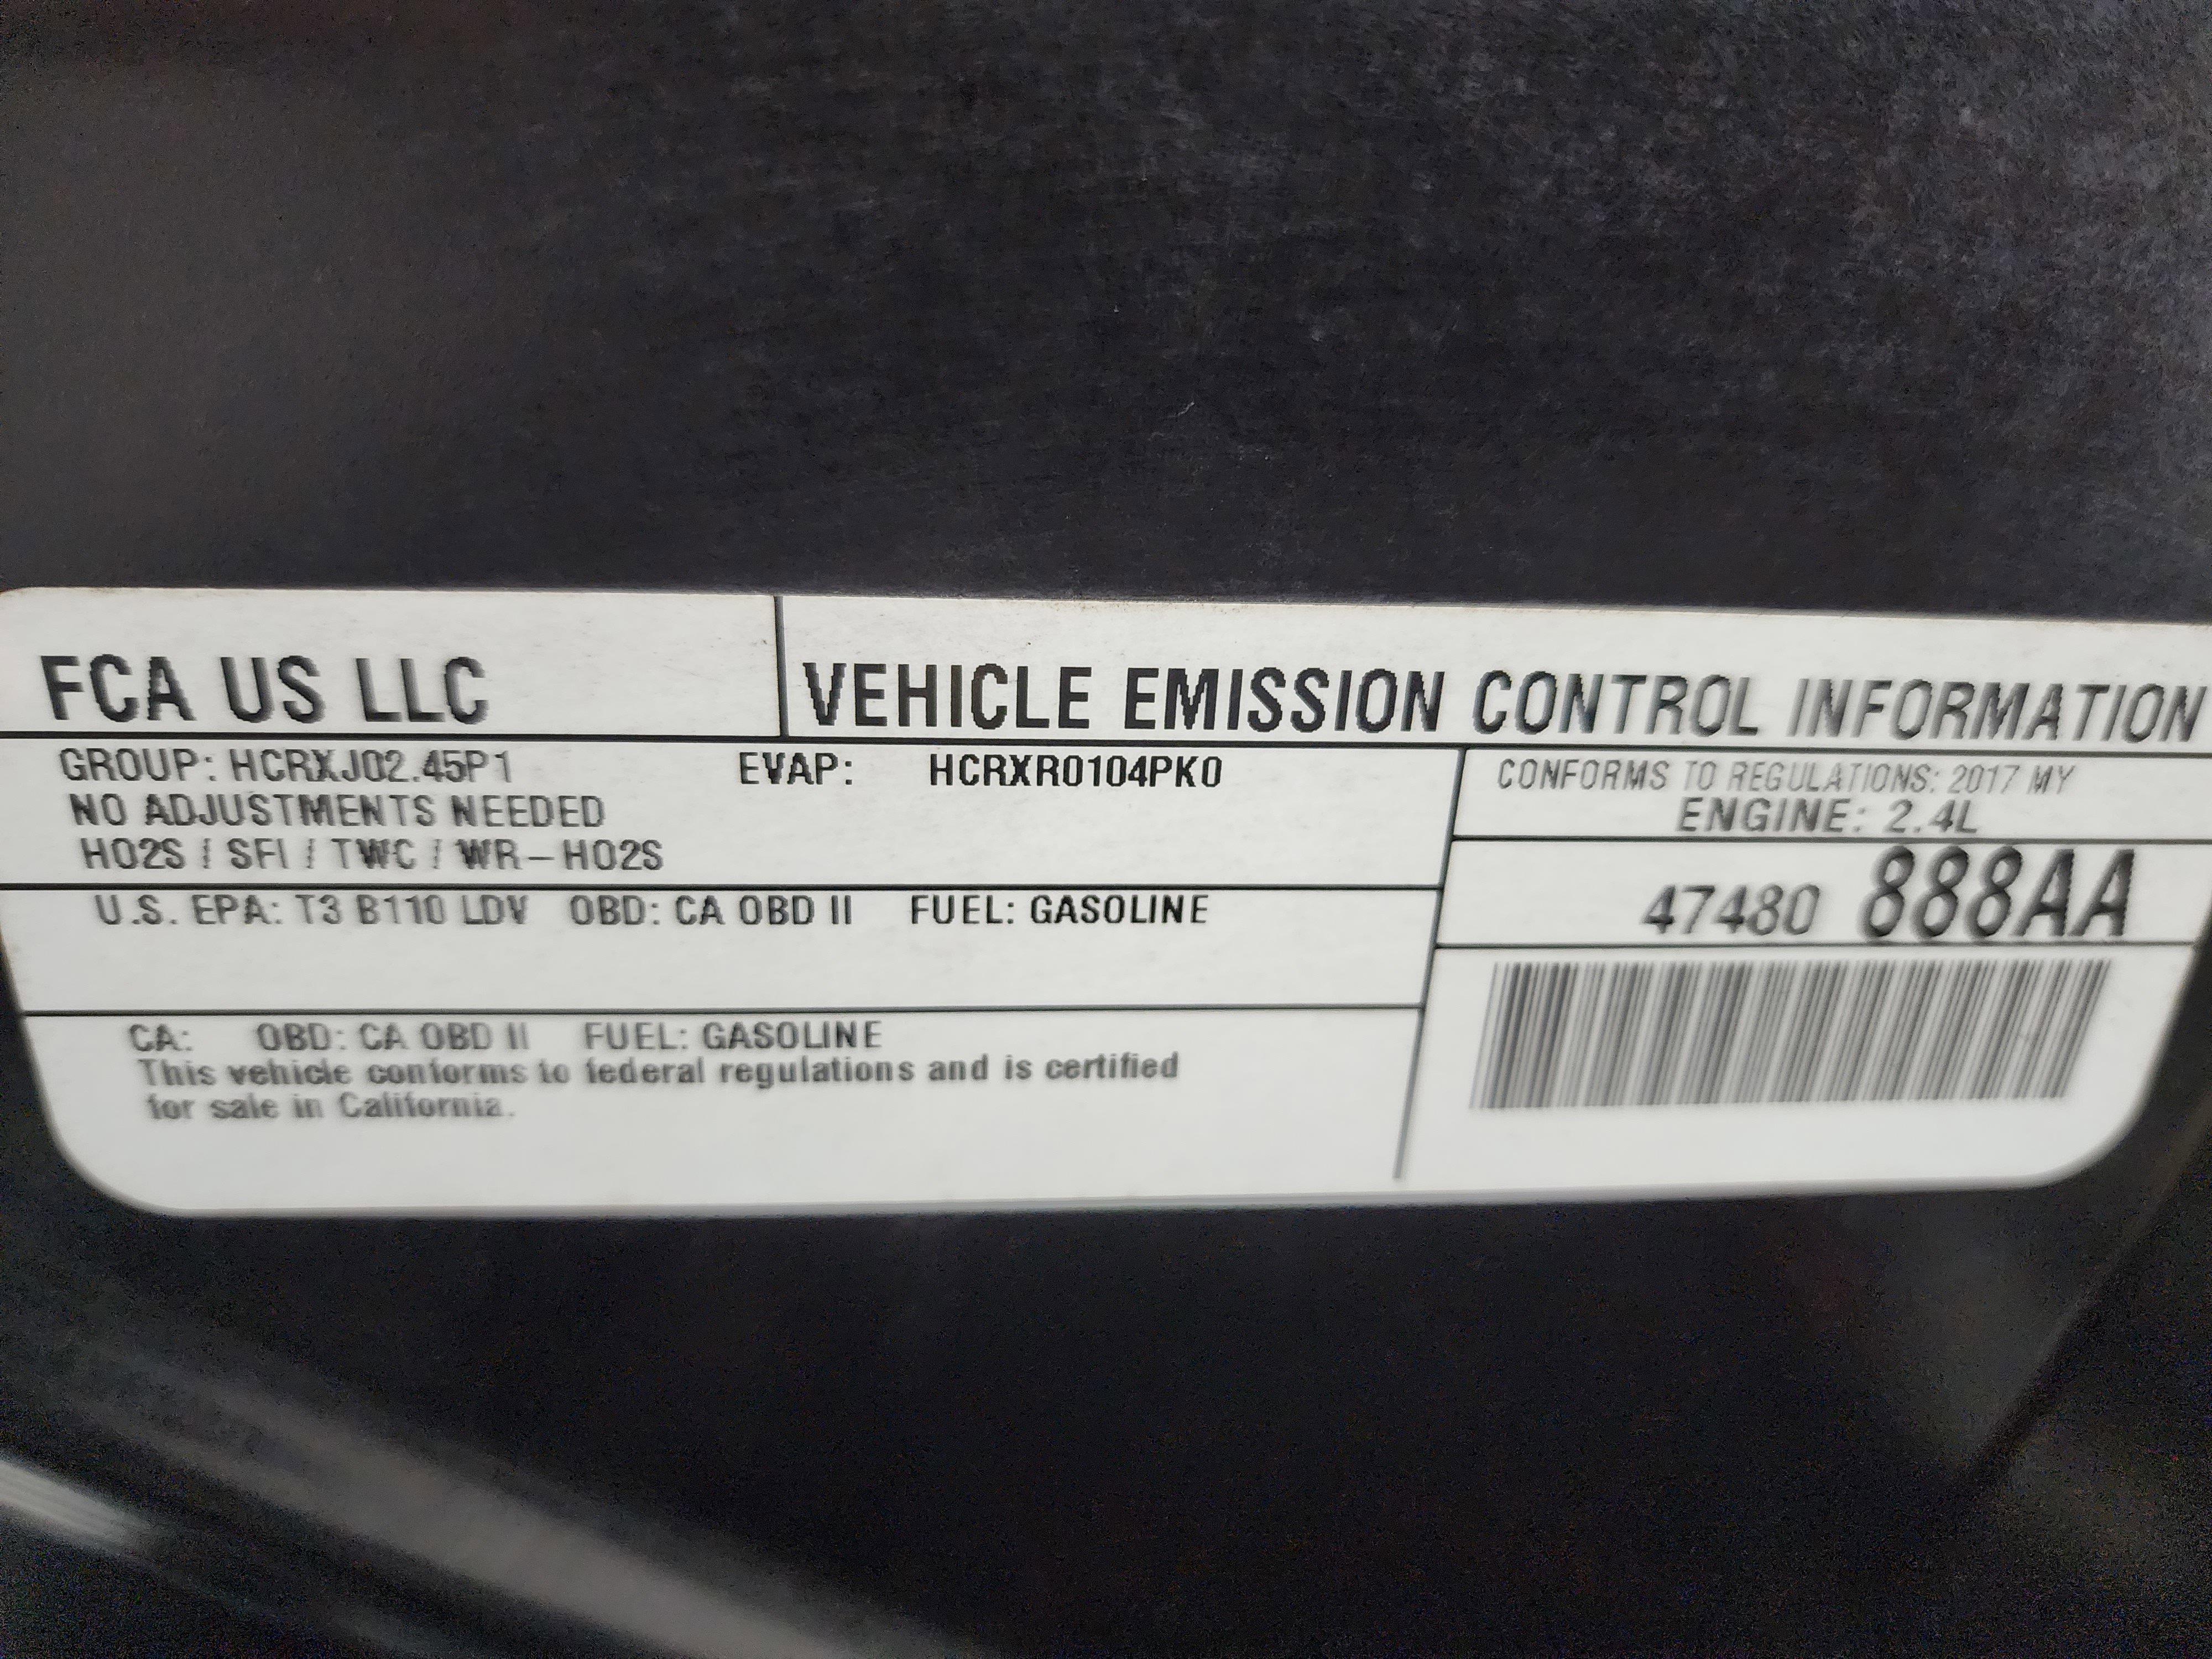 FCA US LLC
VEHICLE EMISSION CONTROL INFORMATION
GROUP: HCRXJ02.45P1 EVAP: HCRXR0104PK0
NO ADJUSTMENTS NEEDED
HO2S / SFI / TWC / WR-HO2S
CONFORMS TO REGULATIONS: 2017 MY
ENGINE: 2.4L
U.S. EPA: T3 B110 LDV OBD: CA OBD II FUEL: GASOLINE
47480 888AA
CA: OBD: CA OBD II FUEL: GASOLINE
This vehicle conforms to federal regulations and is certified
for sale in California.